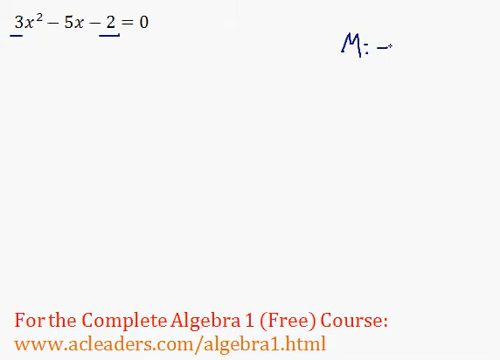 3x² − 5x − 2 = 0
M: −
For the Complete Algebra 1 (Free) Course:
www.acleaders.com/algebra1.html